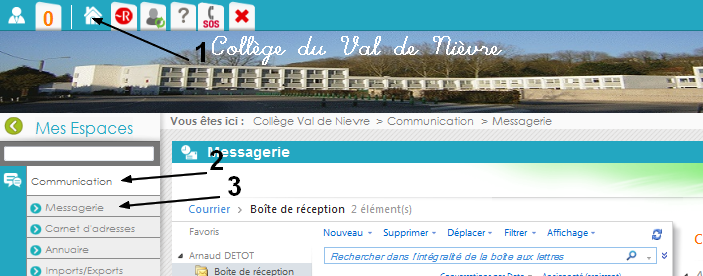 0
SOS
1
Collège du Val de Nièvre
Mes Espaces
Vous êtes ici : Collège Val de Nievre > Communication > Messagerie
2
Messagerie
Communication
3
Messagerie
Courrier > Boîte de réception 2 élément(s)
Carnet d'adresses
Favoris
Nouveau Supprimer Déplacer Filtrer Affichage
Annuaire
Arnaud DETOT
Rechercher dans l'intégralité de la boîte aux lettres
Imports/Exports
Boîte de réception